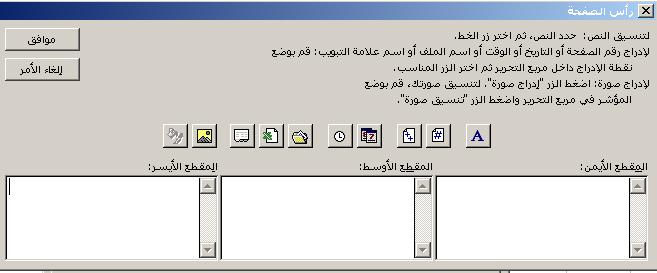 رأس الصفحة
لتنسيق النص: حدد النص، ثم اختر زر الخط.
لإدراج رقم الصفحة أو التاريخ أو الوقت أو اسم الملف أو اسم علامة التبويب: قم بوضع
نقطة الإدراج داخل مربع التحرير ثم اختر الزر المناسب.
لإدراج صورة: اضغط الزر "إدراج صورة". لتنسيق صورتك، قم بوضع
المؤشر في مربع التحرير واضغط الزر "تنسيق صورة".
موافق
إلغاء الأمر
A
المقطع الأيمن:
المقطع الأوسط:
المقطع الأيسر: